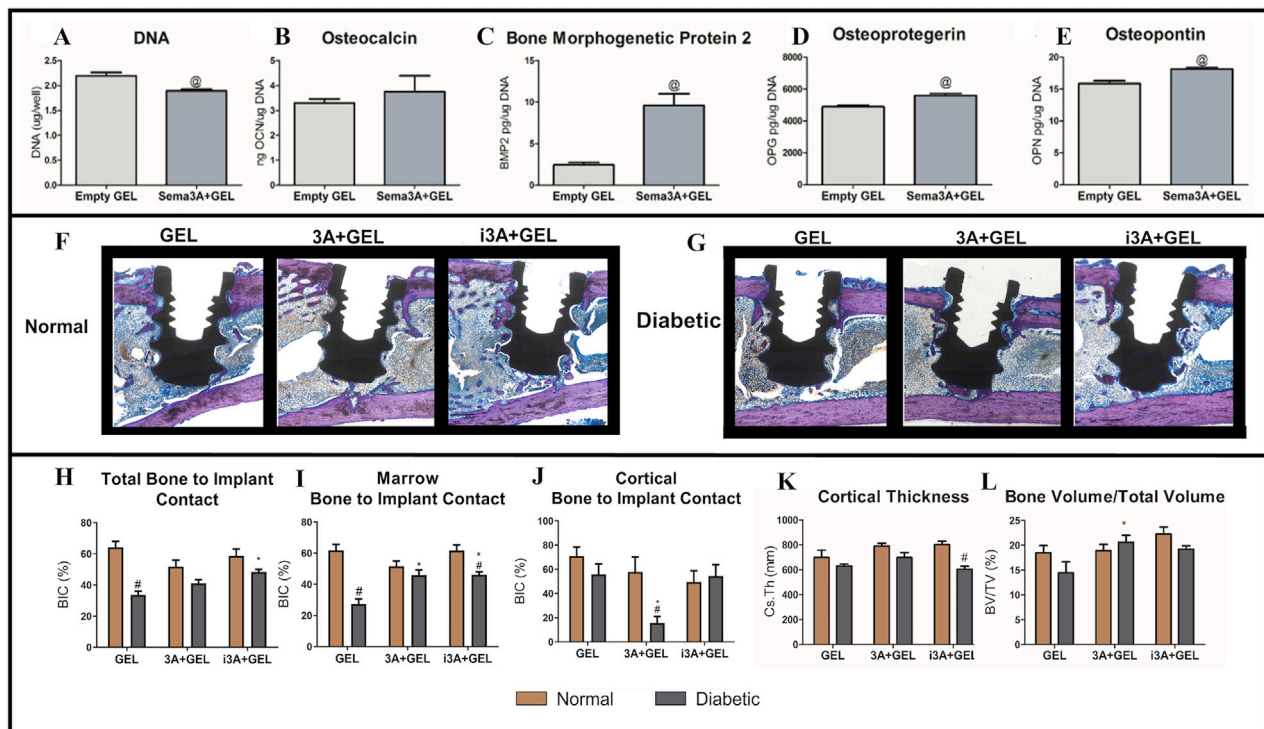 A DNA
DNA (ug/well)
2.5
2.0
1.5
1.0
0.5
0.0
@
Empty GEL Sema3A+GEL
B Osteocalcin
ng OCN/ug DNA
5
4
3
2
1
0
Empty GEL Sema3A+GEL
C Bone Morphogenetic Protein 2
BMP2 pg/ug DNA
15
10
5
0
@
Empty GEL Sema3A+GEL
D Osteoprotegerin
OPG pg/ug DNA
8000
6000
4000
2000
0
@
Empty GEL Sema3A+GEL
E Osteopontin
OPN pg/ug DNA
20
15
10
5
0
@
Empty GEL Sema3A+GEL
F GEL 3A+GEL i3A+GEL
Normal
G GEL 3A+GEL i3A+GEL
Diabetic
H Total Bone to Implant
Contact
BIC (%)
80
60
40
20
0
#
*
GEL 3A+GEL i3A+GEL
I Marrow
Bone to Implant Contact
BIC (%)
80
60
40
20
0
#
*
*
#
GEL 3A+GEL i3A+GEL
J Cortical
Bone to Implant Contact
BIC (%)
100
80
60
40
20
0
*
#
GEL 3A+GEL i3A+GEL
K Cortical Thickness
Cs.Th (mm)
1000
800
600
400
200
0
#
GEL 3A+GEL i3A+GEL
L Bone Volume/Total Volume
BV/TV (%)
25
20
15
10
5
0
*
GEL 3A+GEL i3A+GEL
Normal Diabetic